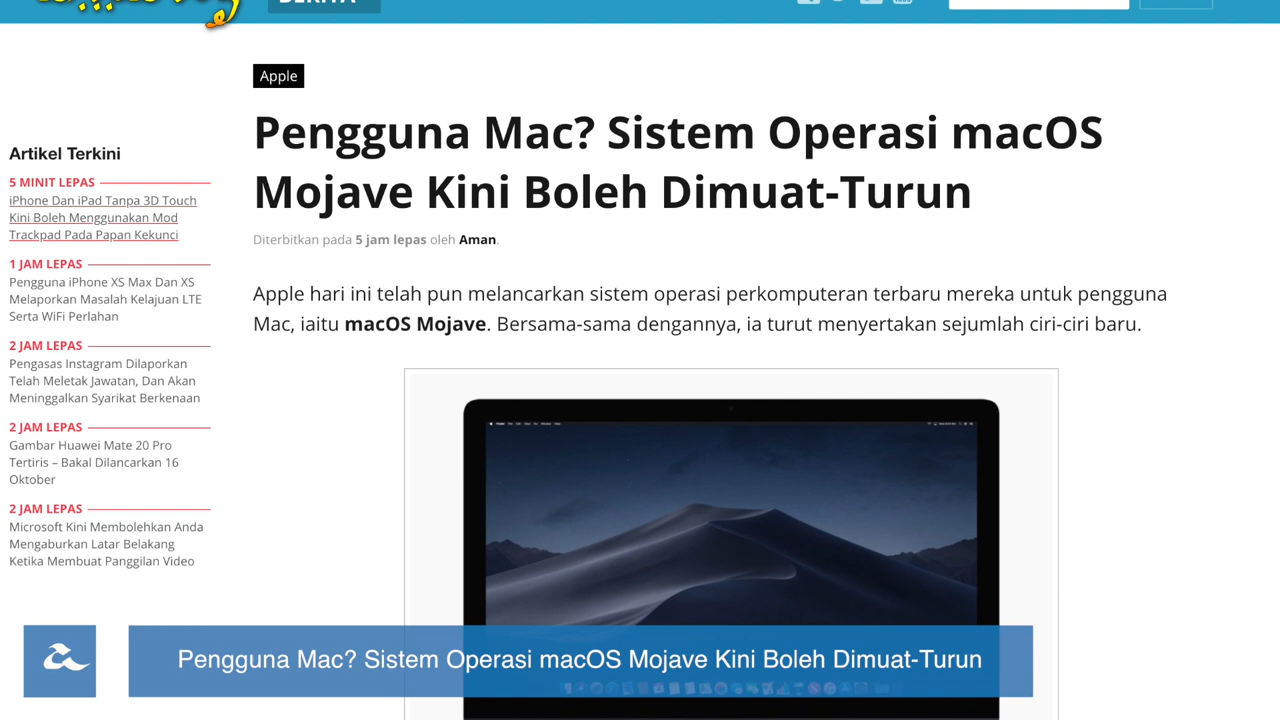 BERITA
Apple
Pengguna Mac? Sistem Operasi macOS
Mojave Kini Boleh Dimuat-Turun
Diterbitkan pada 5 jam lepas oleh Aman.
Apple hari ini telah pun melancarkan sistem operasi perkomputeran terbaru mereka untuk pengguna
Mac, iaitu macOS Mojave. Bersama-sama dengannya, ia turut menyertakan sejumlah ciri-ciri baru.
Artikel Terkini
5 MINIT LEPAS
iPhone Dan iPad Tanpa 3D Touch
Kini Boleh Menggunakan Mod
Trackpad Pada Papan Kekunci
1 JAM LEPAS
Pengguna iPhone XS Max Dan XS
Melaporkan Masalah Kelajuan LTE
Serta WiFi Perlahan
2 JAM LEPAS
Pengasas Instagram Dilaporkan
Telah Meletak Jawatan, Dan Akan
Meninggalkan Syarikat Berkenaan
2 JAM LEPAS
Gambar Huawei Mate 20 Pro
Tertiris – Bakal Dilancarkan 16
Oktober
2 JAM LEPAS
Microsoft Kini Membolehkan Anda
Mengaburkan Latar Belakang
Ketika Membuat Panggilan Video
Pengguna Mac? Sistem Operasi macOS Mojave Kini Boleh Dimuat-Turun